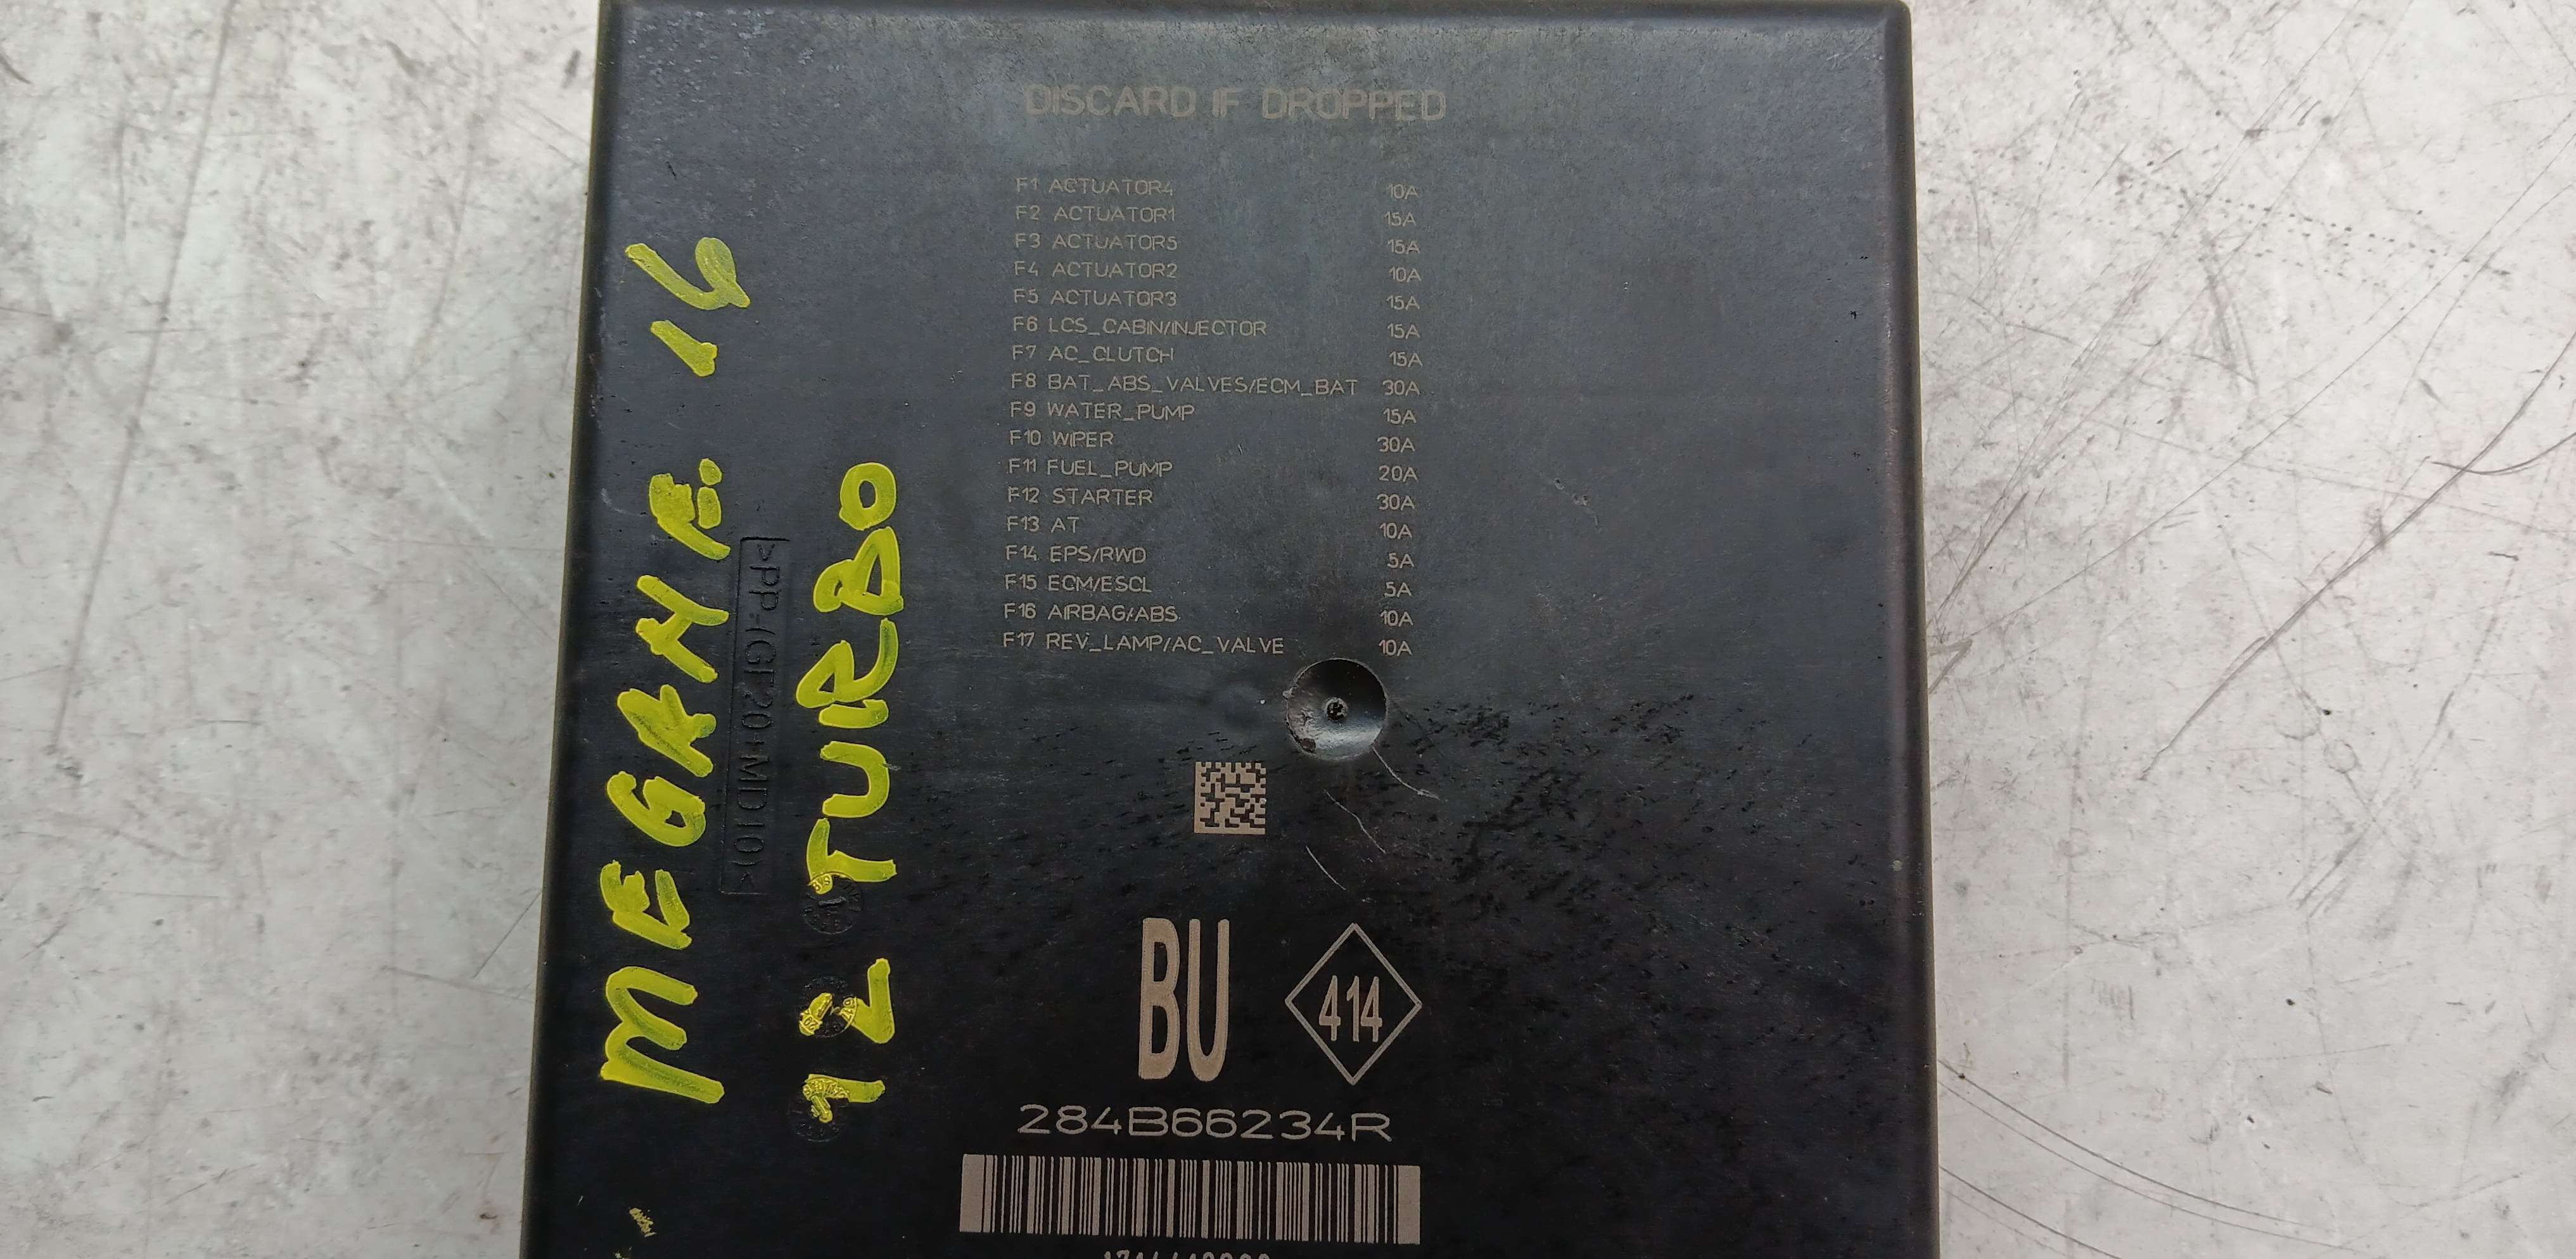 DISCARD IF DROPPED
F1 ACTUATOR4 10A
F2 ACTUATOR1 15A
F3 ACTUATOR5 15A
F4 ACTUATOR2 10A
F5 ACTUATOR3 15A
F6 LCS_CABIN/INJECTOR 15A
F7 AC_CLUTCH 15A
F8 BAT_ABS_VALVES/ECM_BAT 30A
F9 WATER_PUMP 15A
F10 WIPER 30A
F11 FUEL_PUMP 20A
F12 STARTER 30A
F13 AT 10A
F14 EPS/RWD 5A
F15 ECM/ESCL 5A
F16 AIRBAG/ABS 10A
F17 REV_LAMP/AC_VALVE 10A
BU 414
284B66234R
MEGANE. 16
12 TURBO
>PP-(GF20+MD10)<